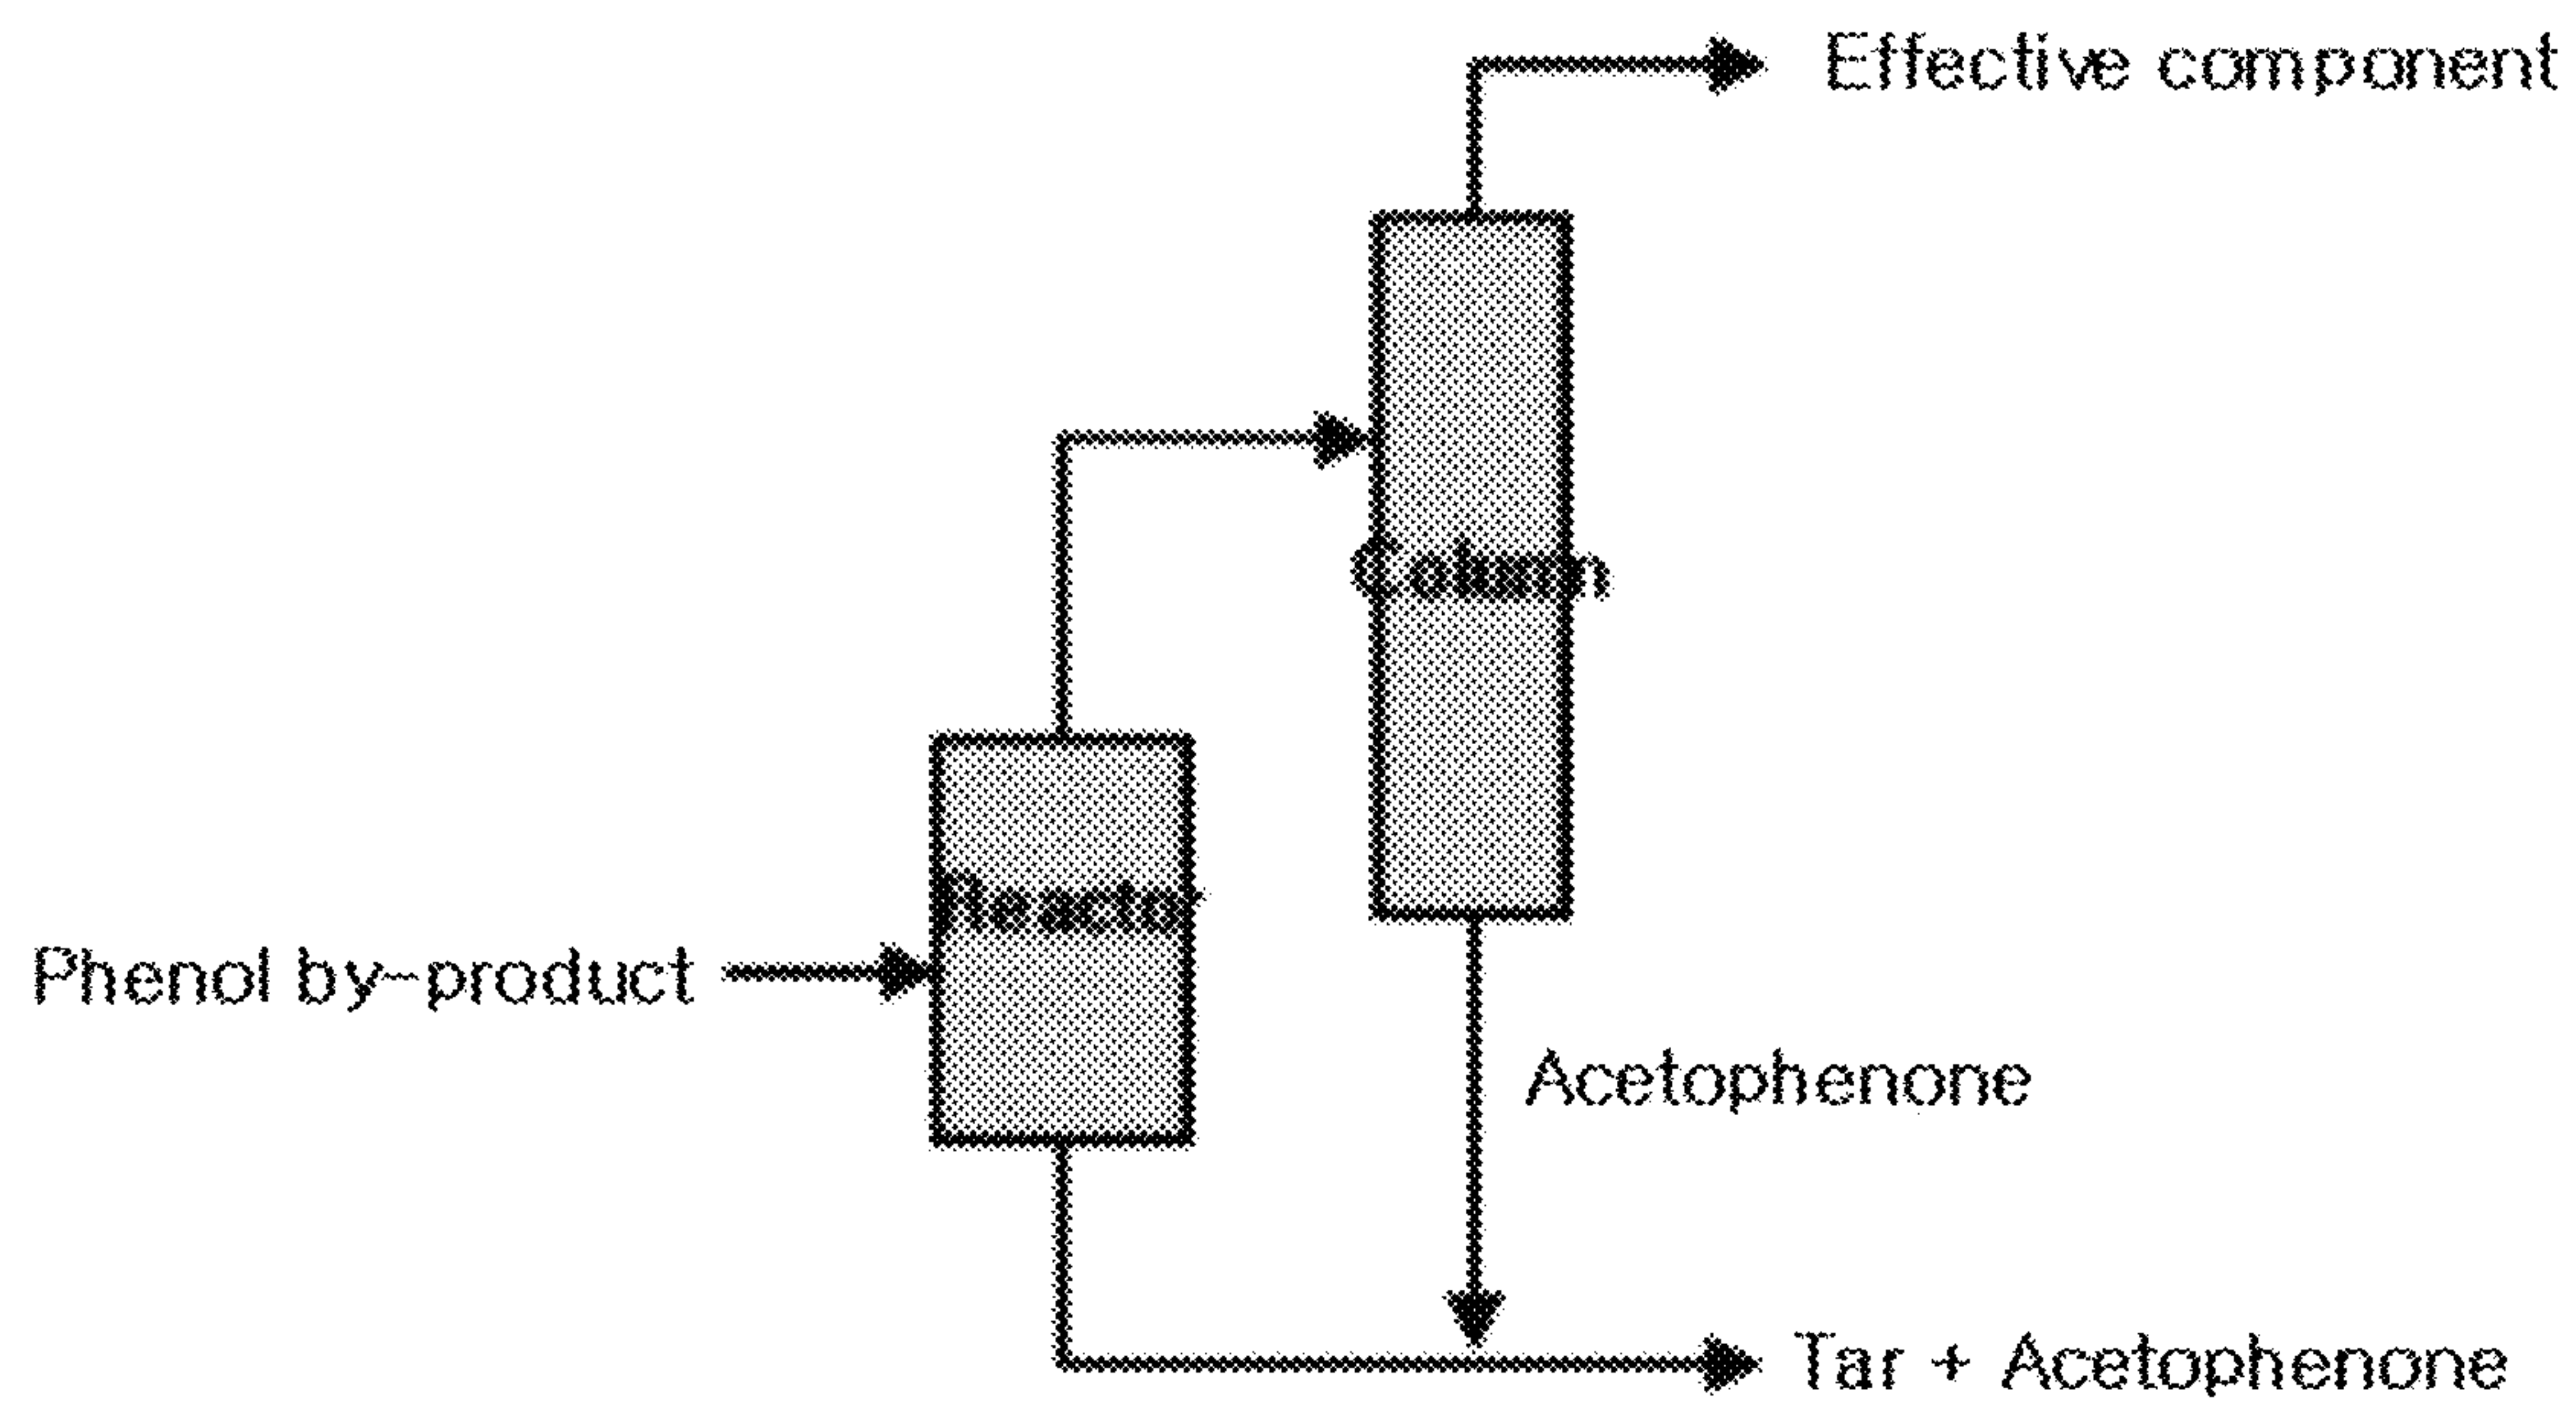 Effective component
Column
Reactor
Phenol by-product
Acetophenone
Tar + Acetophenone